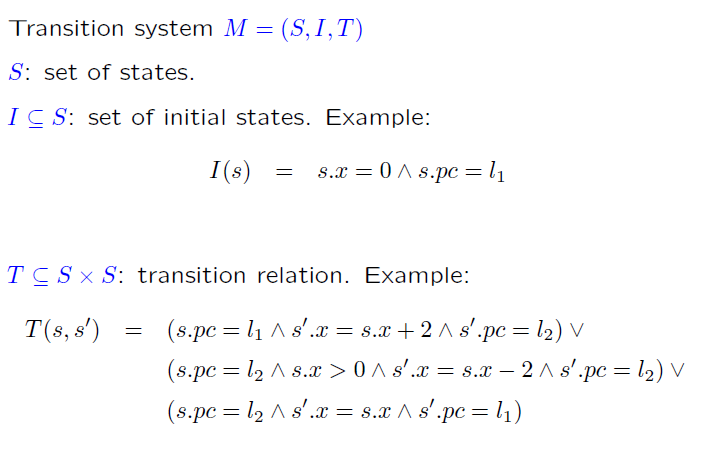 Transition system M = (S, I, T)
S: set of states.
I ⊆ S: set of initial states. Example:
I(s) = s.x = 0 ∧ s.pc = l₁
T ⊆ S × S: transition relation. Example:
T(s, s′) = (s.pc = l₁ ∧ s′.x = s.x + 2 ∧ s′.pc = l₂) ∨
(s.pc = l₂ ∧ s.x > 0 ∧ s′.x = s.x − 2 ∧ s′.pc = l₂) ∨
(s.pc = l₂ ∧ s′.x = s.x ∧ s′.pc = l₁)